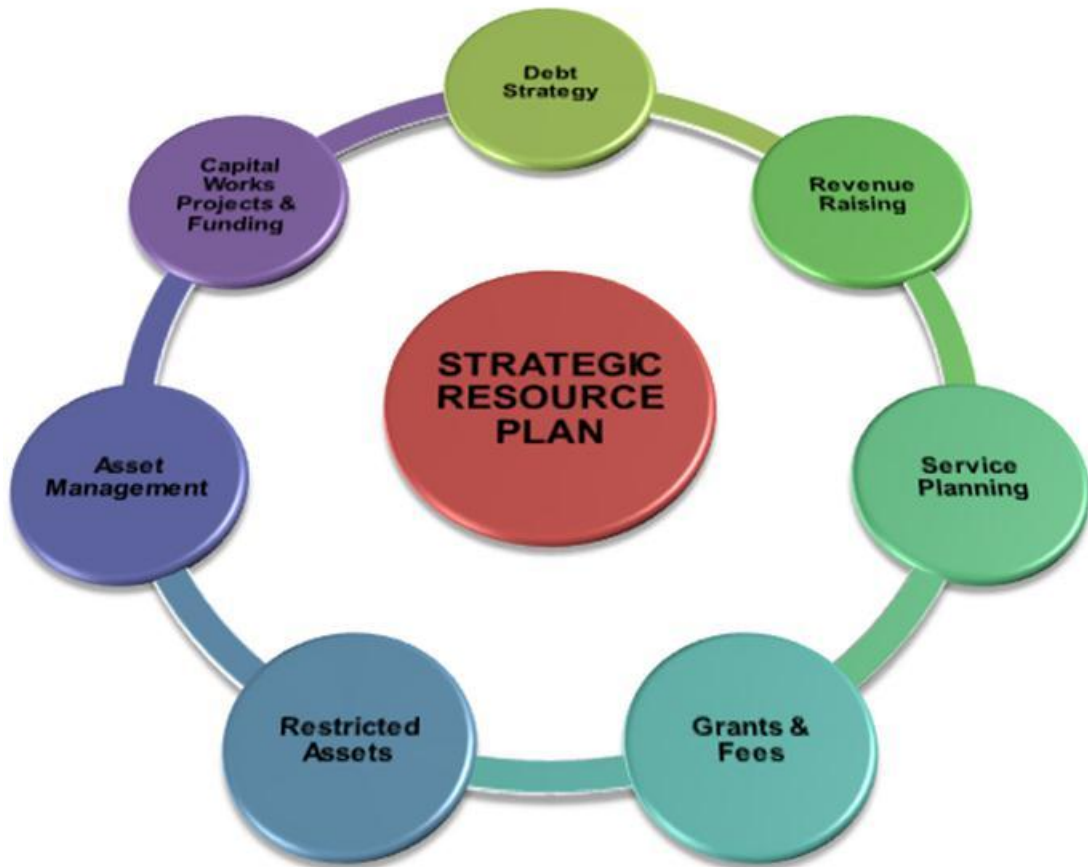 Debt
Strategy
Revenue
Raising
Service
Planning
Grants &
Fees
Restricted
Assets
Asset
Management
Capital
Works
Projects &
Funding
STRATEGIC
RESOURCE
PLAN